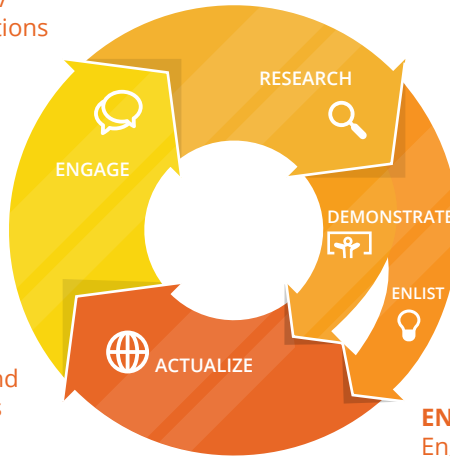 tions
RESEARCH
ENGAGE
DEMONSTRATE
ENLIST
ACTUALIZE
nd
s
EN
En